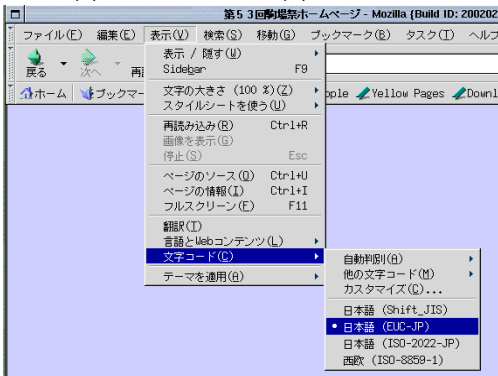 第53回駒場祭ホームページ - Mozilla {Build ID: 200202
ファイル(F) 編集(E) 表示(V) 検索(S) 移動(G) ブックマーク(B) タスク(T) ヘル
戻る 次へ 再
ホーム ブックマー ople Yellow Pages Downl
表示 / 隠す(W)
Sidebar F9
文字の大きさ (100 %)(Z)
スタイルシートを使う(U)
再読み込み(R) Ctrl+R
画像を表示(G)
停止(S) Esc
ページのソース(O) Ctrl+U
ページの情報(I) Ctrl+I
フルスクリーン(F) F11
翻訳(T)
言語とWebコンテンツ(L)
文字コード(C)
テーマを適用(H)
自動判別(A)
他の文字コード(M)
カスタマイズ(C)...
日本語 (Shift_JIS)
日本語 (EUC-JP)
日本語 (ISO-2022-JP)
西欧 (ISO-8859-1)